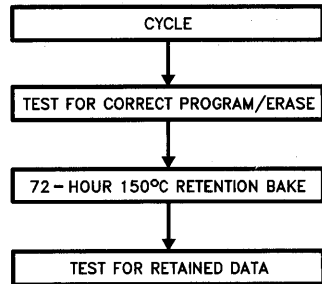 CYCLE
TEST FOR CORRECT PROGRAM/ERASE
72-HOUR 150°C RETENTION BAKE
TEST FOR RETAINED DATA